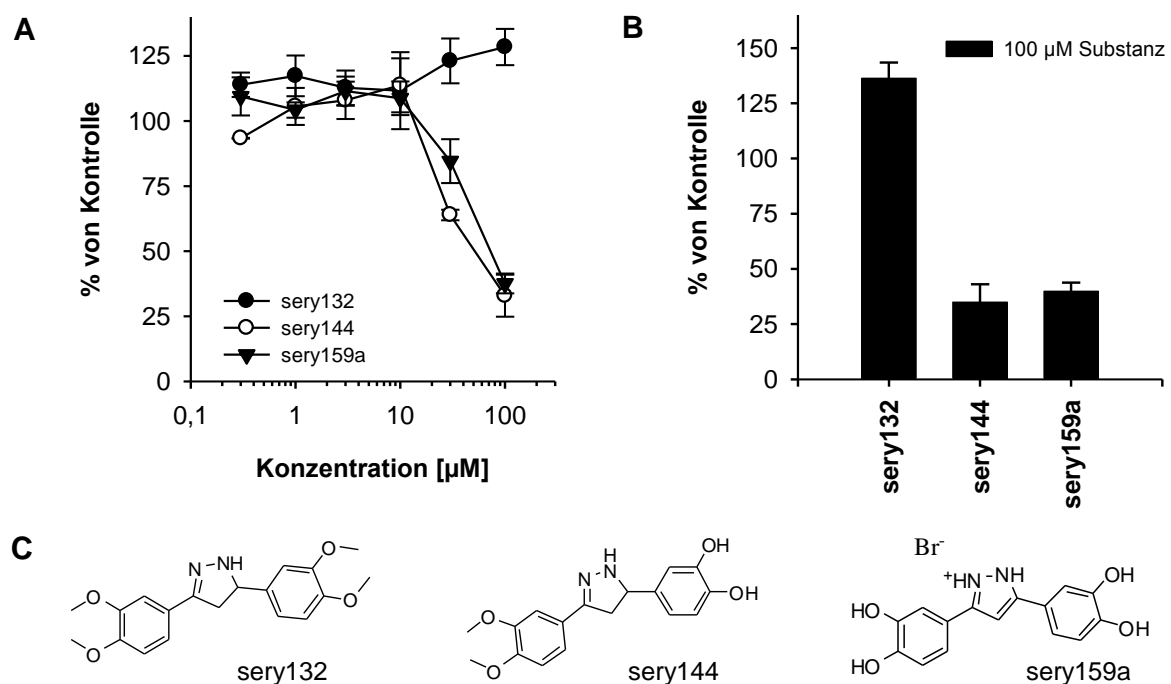 A
% von Kontrolle
125
100
75
50
25
0
sery132
sery144
sery159a
0,1
1
10
100
Konzentration [µM]
B
% von Kontrolle
150
125
100
75
50
25
0
100 µM Substanz
sery132
sery144
sery159a
C
O
O
N
NH
O
O
sery132
O
O
N
H
N
OH
OH
sery144
Br-
HO
HO
+HN
NH
OH
OH
sery159a